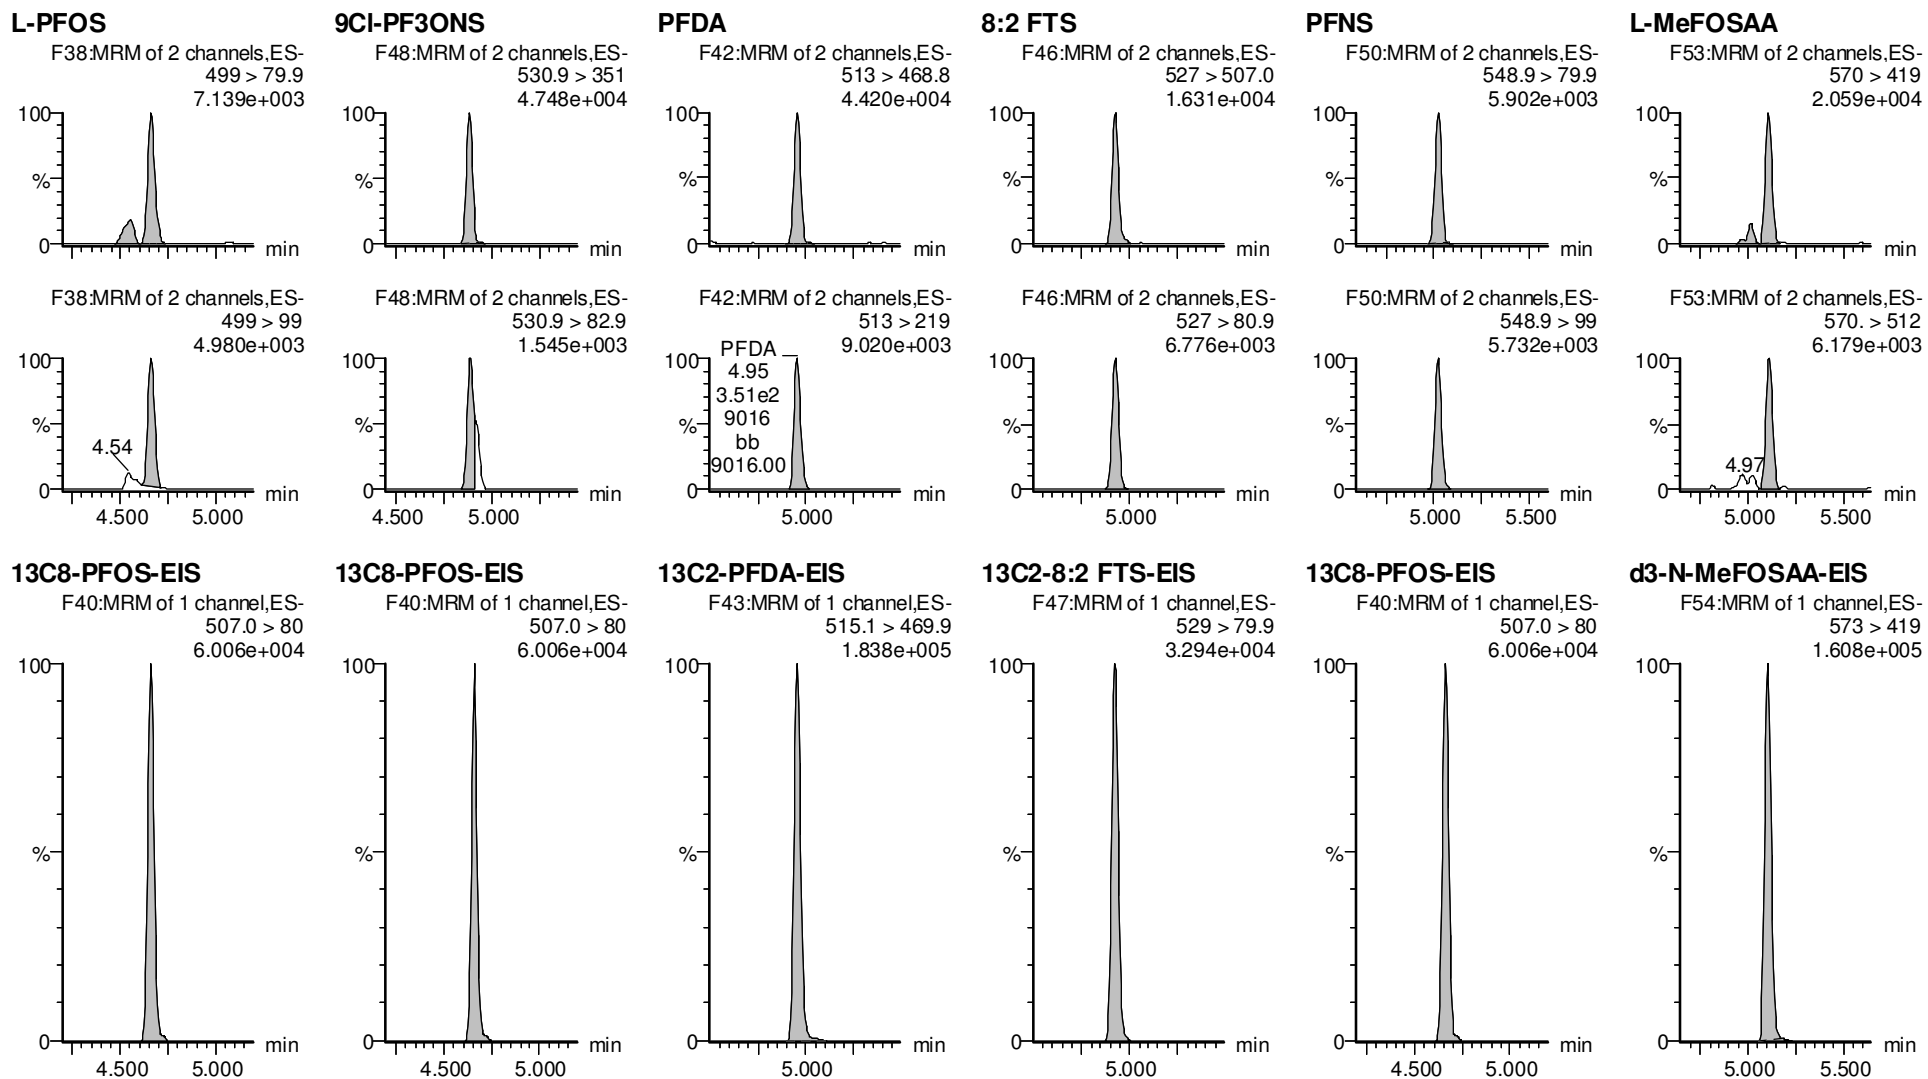 L-PFOS
F38:MRM of 2 channels,ES-
499 > 79.9
7.139e+003
100
%
0
min
9Cl-PF3ONS
F48:MRM of 2 channels,ES-
530.9 > 351
4.748e+004
100
%
0
min
PFDA
F42:MRM of 2 channels,ES-
513 > 468.8
4.420e+004
100
%
0
min
8:2 FTS
F46:MRM of 2 channels,ES-
527 > 507.0
1.631e+004
100
%
0
min
PFNS
F50:MRM of 2 channels,ES-
548.9 > 79.9
5.902e+003
100
%
0
min
L-MeFOSAA
F53:MRM of 2 channels,ES-
570 > 419
2.059e+004
100
%
0
min
F38:MRM of 2 channels,ES-
499 > 99
4.980e+003
100
%
4.54
0
min
4.500 5.000
F48:MRM of 2 channels,ES-
530.9 > 82.9
1.545e+003
100
%
0
min
4.500 5.000
F42:MRM of 2 channels,ES-
513 > 219
9.020e+003
100
PFDA
4.95
3.51e2
9016
bb
9016.00
%
0
min
5.000
F46:MRM of 2 channels,ES-
527 > 80.9
6.776e+003
100
%
0
min
5.000
F50:MRM of 2 channels,ES-
548.9 > 99
5.732e+003
100
%
0
min
5.000 5.500
F53:MRM of 2 channels,ES-
570. > 512
6.179e+003
100
%
4.97
0
min
5.000 5.500
13C8-PFOS-EIS
F40:MRM of 1 channel,ES-
507.0 > 80
6.006e+004
100
%
0
min
4.500 5.000
13C8-PFOS-EIS
F40:MRM of 1 channel,ES-
507.0 > 80
6.006e+004
100
%
0
min
4.500 5.000
13C2-PFDA-EIS
F43:MRM of 1 channel,ES-
515.1 > 469.9
1.838e+005
100
%
0
min
5.000
13C2-8:2 FTS-EIS
F47:MRM of 1 channel,ES-
529 > 79.9
3.294e+004
100
%
0
min
5.000
13C8-PFOS-EIS
F40:MRM of 1 channel,ES-
507.0 > 80
6.006e+004
100
%
0
min
4.500 5.000
d3-N-MeFOSAA-EIS
F54:MRM of 1 channel,ES-
573 > 419
1.608e+005
100
%
0
min
5.000 5.500